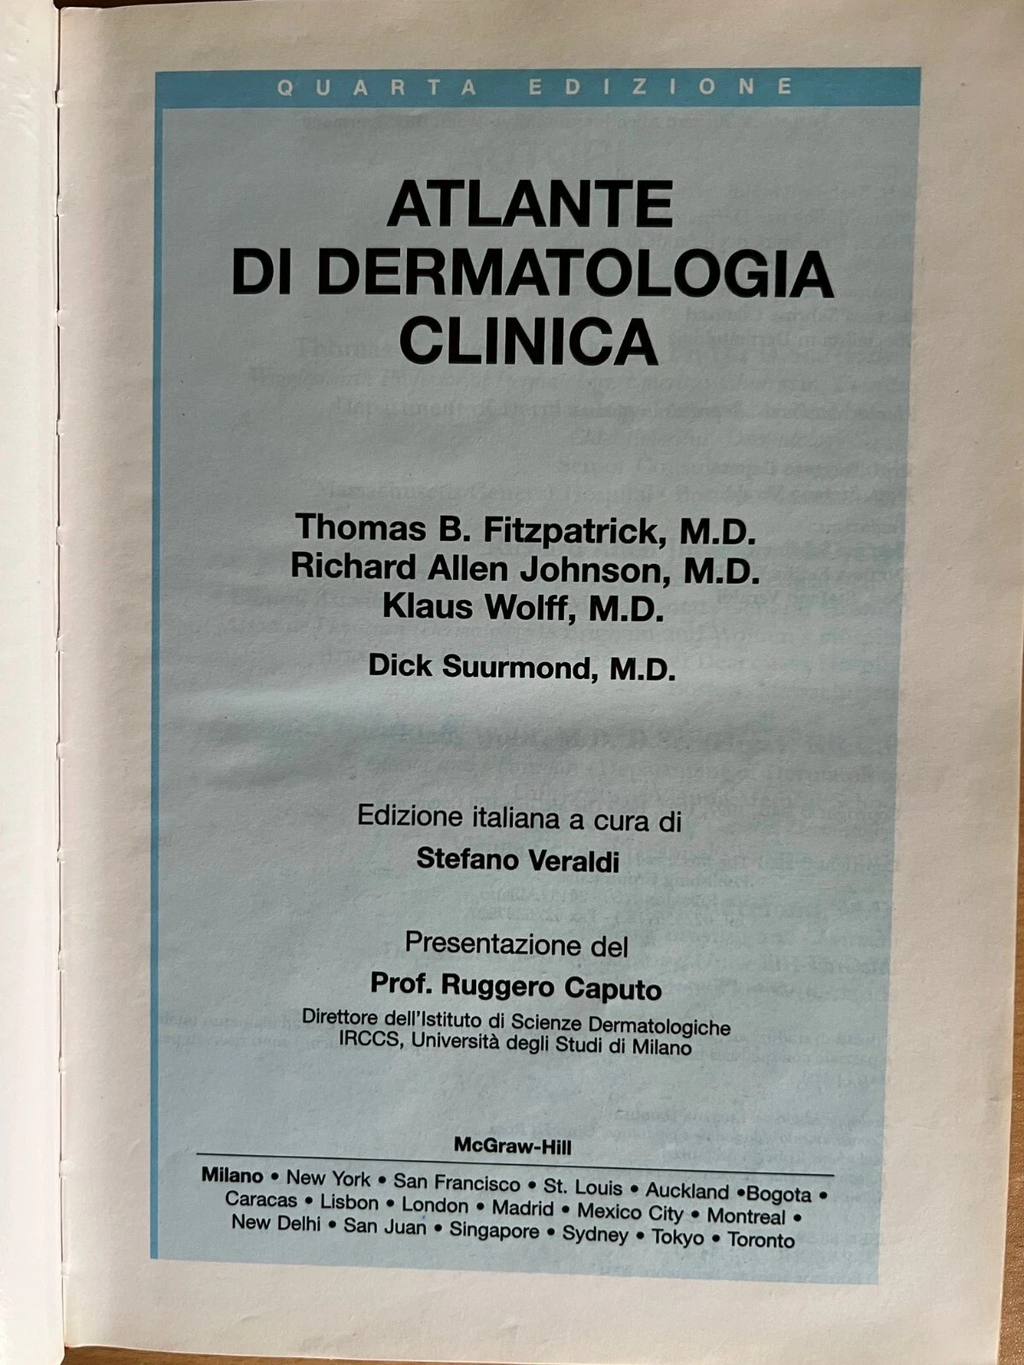 QUARTA EDIZIONE
ATLANTE
DI DERMATOLOGIA
CLINICA
Thomas B. Fitzpatrick, M.D.
Richard Allen Johnson, M.D.
Klaus Wolff, M.D.
Dick Suurmond, M.D.
Edizione italiana a cura di
Stefano Veraldi
Presentazione del
Prof. Ruggero Caputo
Direttore dell'Istituto di Scienze Dermatologiche
IRCCS, Università degli Studi di Milano
McGraw-Hill
Milano • New York • San Francisco • St. Louis • Auckland •Bogota •
Caracas • Lisbon • London • Madrid • Mexico City • Montreal •
New Delhi • San Juan • Singapore • Sydney • Tokyo • Toronto